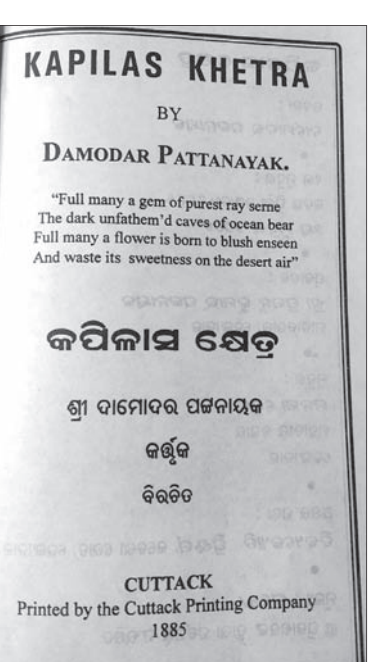 KAPILAS KHETRA
BY
DAMODAR PATTANAYAK.
“Full many a gem of purest ray serne
The dark unfathem’d caves of ocean bear
Full many a flower is born to blush enseen
And waste its sweetness on the desert air”
କପିଳାସ କ୍ଷେତ୍ର
ଶ୍ରୀ ଦାମୋଦର ପଟ୍ଟନାୟକ
କର୍ତ୍ତୃକ
ବିରଚିତ
CUTTACK
Printed by the Cuttack Printing Company
1885